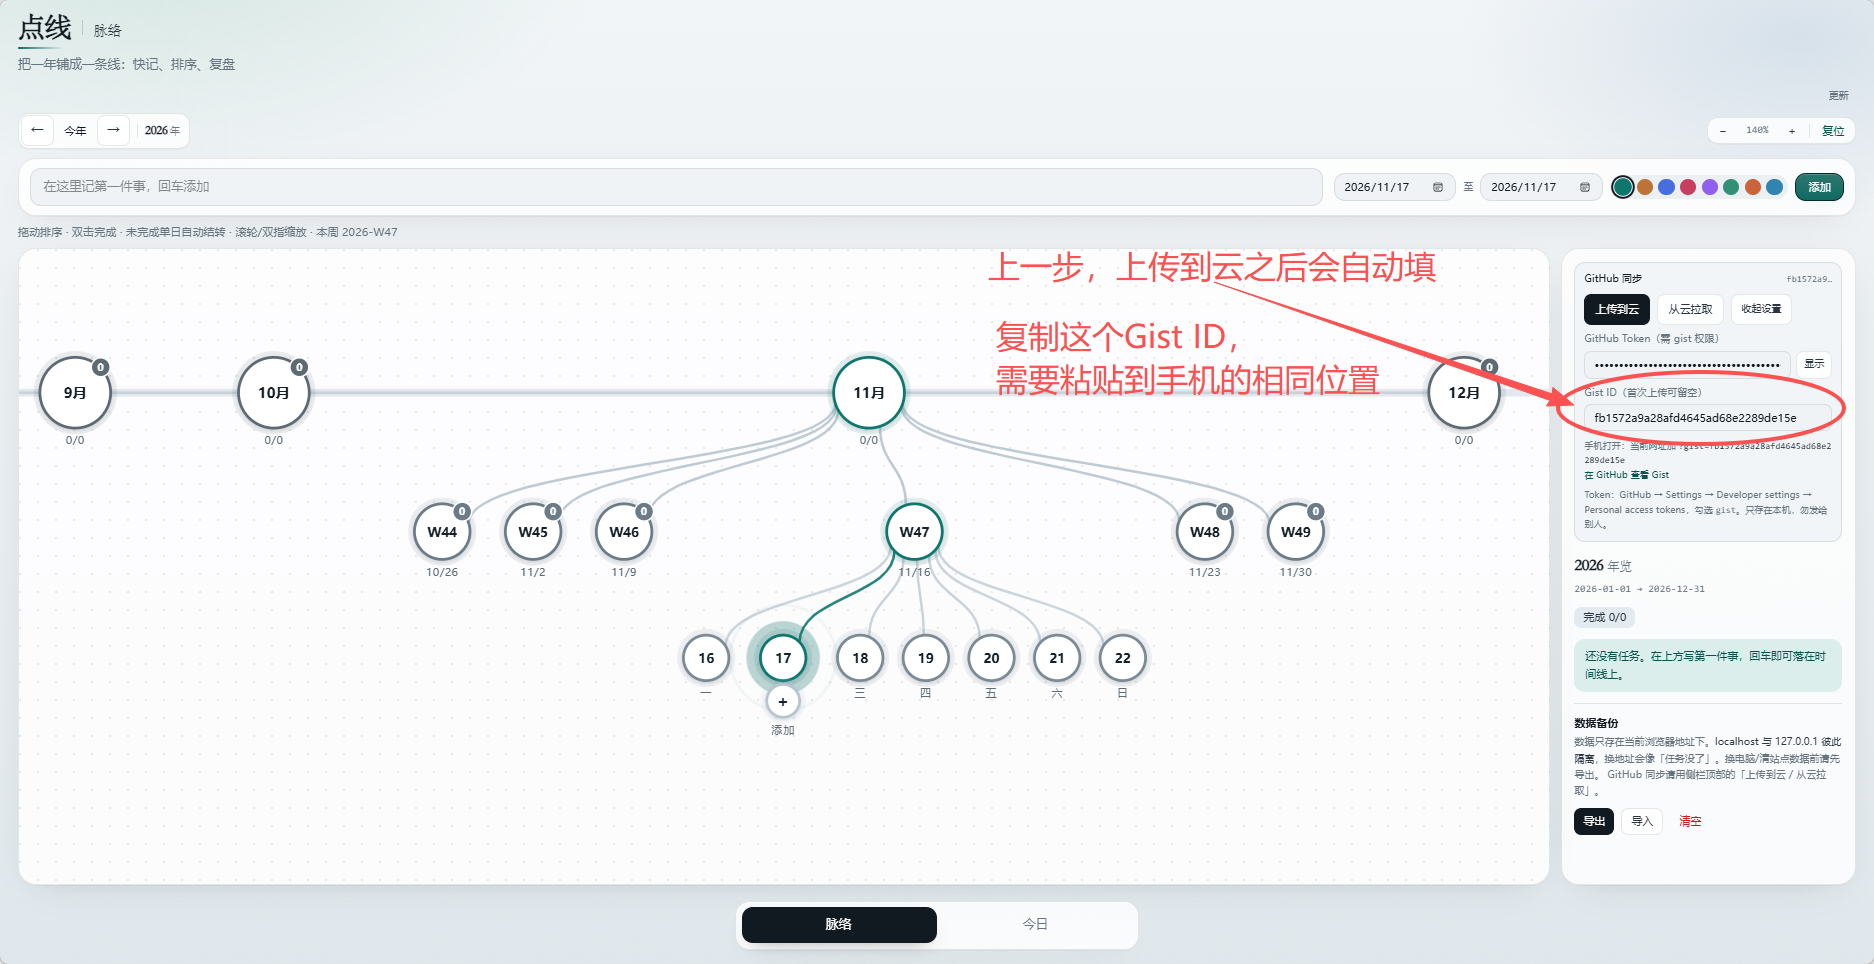 点线 脉络
把一年铺成一条线：快记、排序、复盘
更新
← 今年 → 2026 年
− 140% + 复位
在这里记第一件事，回车添加
2026/11/17 至 2026/11/17 添加
拖动排序 · 双击完成 · 未完成单日自动结转 · 滚轮/双指缩放 · 本周 2026-W47
上一步，上传到云之后会自动填
复制这个Gist ID，
需要粘贴到手机的相同位置
9月 0
0/0
10月 0
0/0
11月
0/0
12月 0
0/0
W44 0
10/26
W45 0
11/2
W46 0
11/9
W47
11/16
W48 0
11/23
W49 0
11/30
16
一
17
+
添加
18
三
19
四
20
五
21
六
22
日
GitHub 同步 fb1572a9…
上传到云 从云拉取 收起设置
GitHub Token（需 gist 权限）
显示
Gist ID（首次上传可留空）
fb1572a9a28afd4645ad68e2289de15e
手机打开：当前网址加 ?gist=fb1572a9a28afd4645ad68e2
289de15e
在 GitHub 查看 Gist
Token：GitHub → Settings → Developer settings →
Personal access tokens，勾选 gist。只存在本机，勿发给
别人。
2026 年览
2026-01-01 → 2026-12-31
完成 0/0
还没有任务。在上方写第一件事，回车即可落在时
间线上。
数据备份
数据只存在当前浏览器地址下。localhost 与 127.0.0.1 彼此
隔离，换地址会像「任务没了」。换电脑/清站点数据前请先
导出。 GitHub 同步请用侧栏顶部的「上传到云 / 从云拉
取」。
导出 导入 清空
脉络 今日